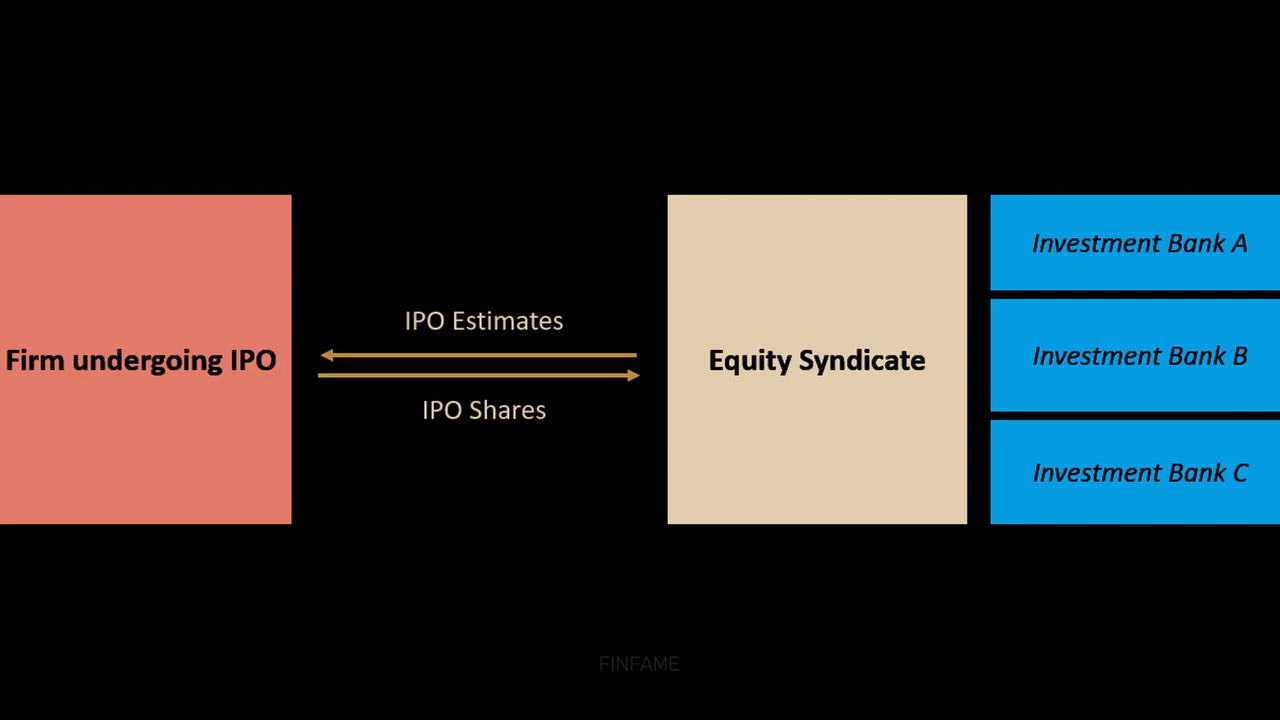 Firm undergoing IPO
IPO Estimates
IPO Shares
Equity Syndicate
Investment Bank A
Investment Bank B
Investment Bank C
FINFAME